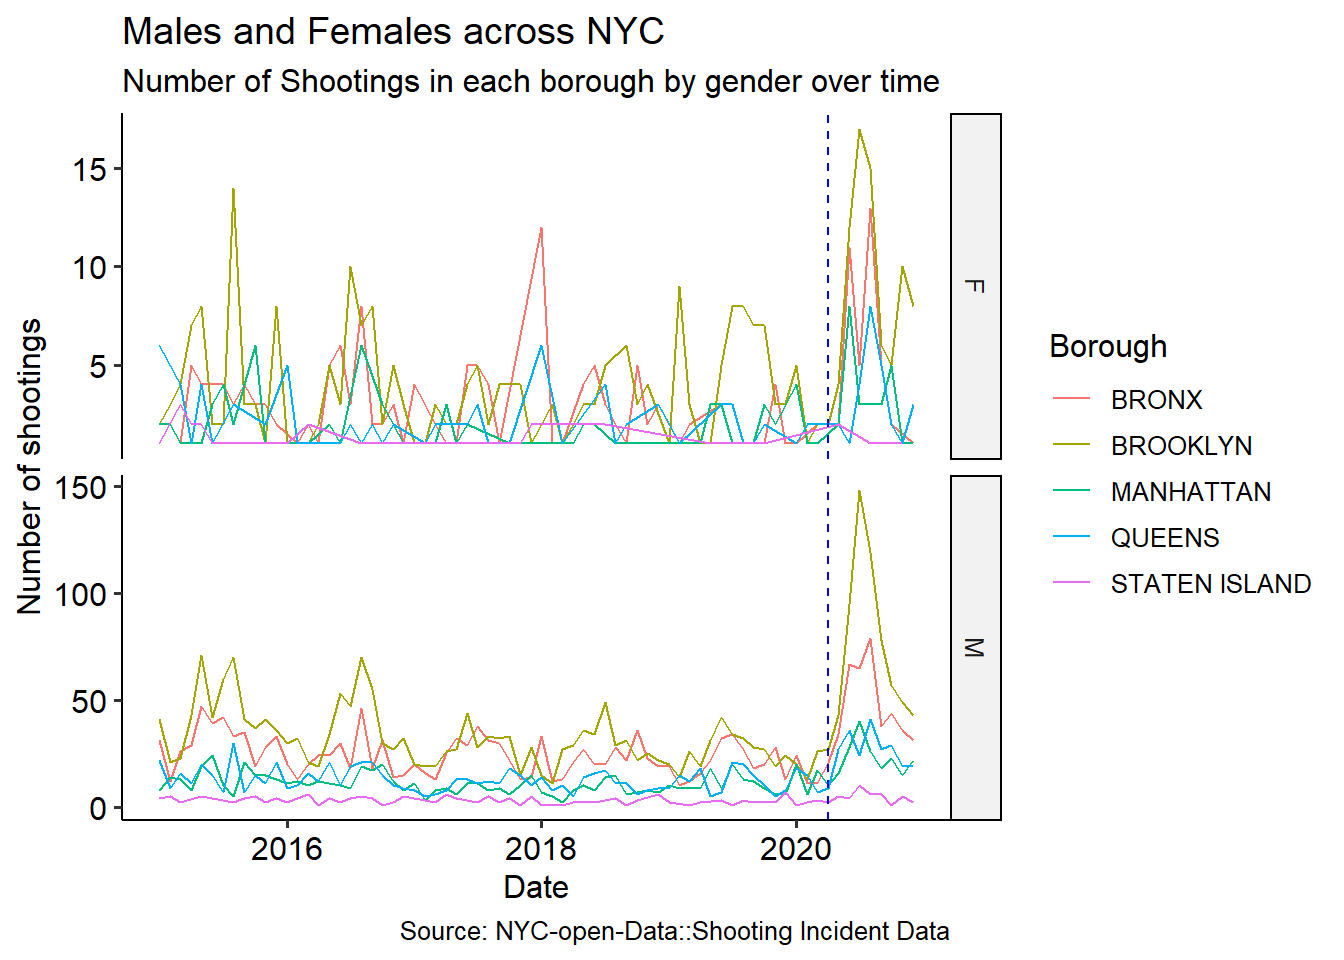 Males and Females across NYC
Number of Shootings in each borough by gender over time
Number of shootings
15
10
5
F
150
100
50
0
M
2016
2018
2020
Date
Borough
BRONX
BROOKLYN
MANHATTAN
QUEENS
STATEN ISLAND
Source: NYC-open-Data::Shooting Incident Data